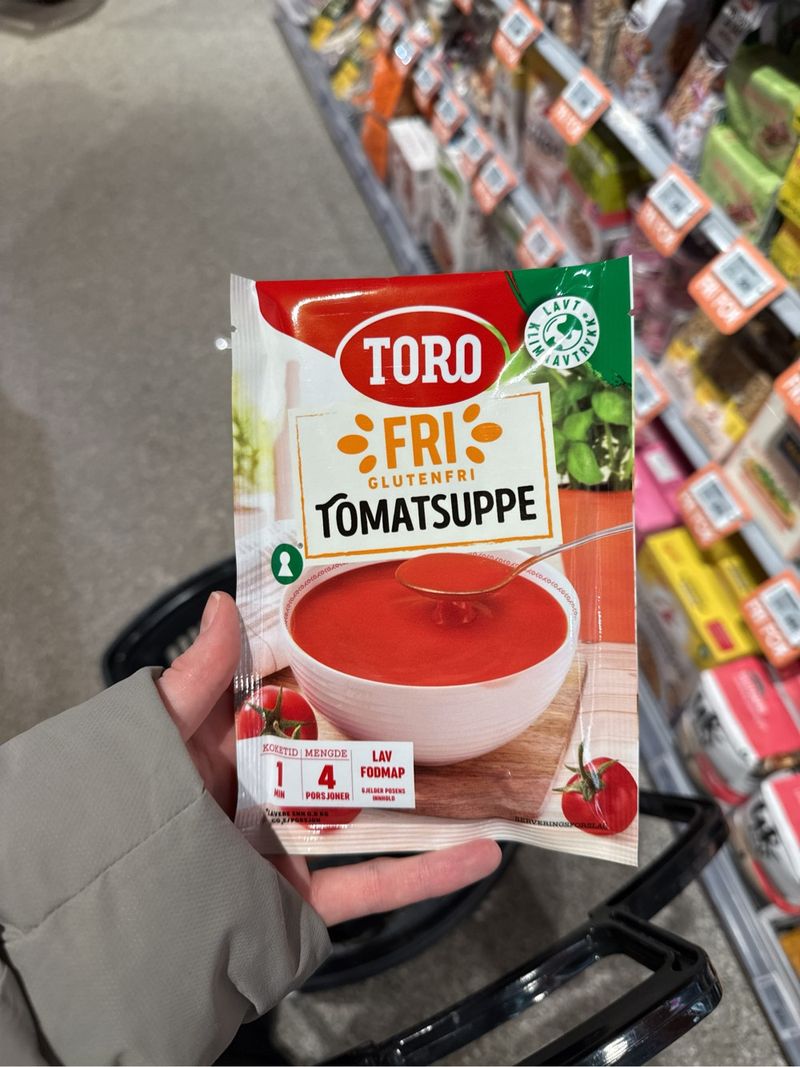 TORO
LAVT
KLIMAAVTRYKK
FRI
GLUTENFRI
TOMATSUPPE
KOKETID
1
MIN
MENGDE
4
PORSJONER
LAV
FODMAP
GJELDER POSENS
INNHOLD
SERVERINGSFORSLAG